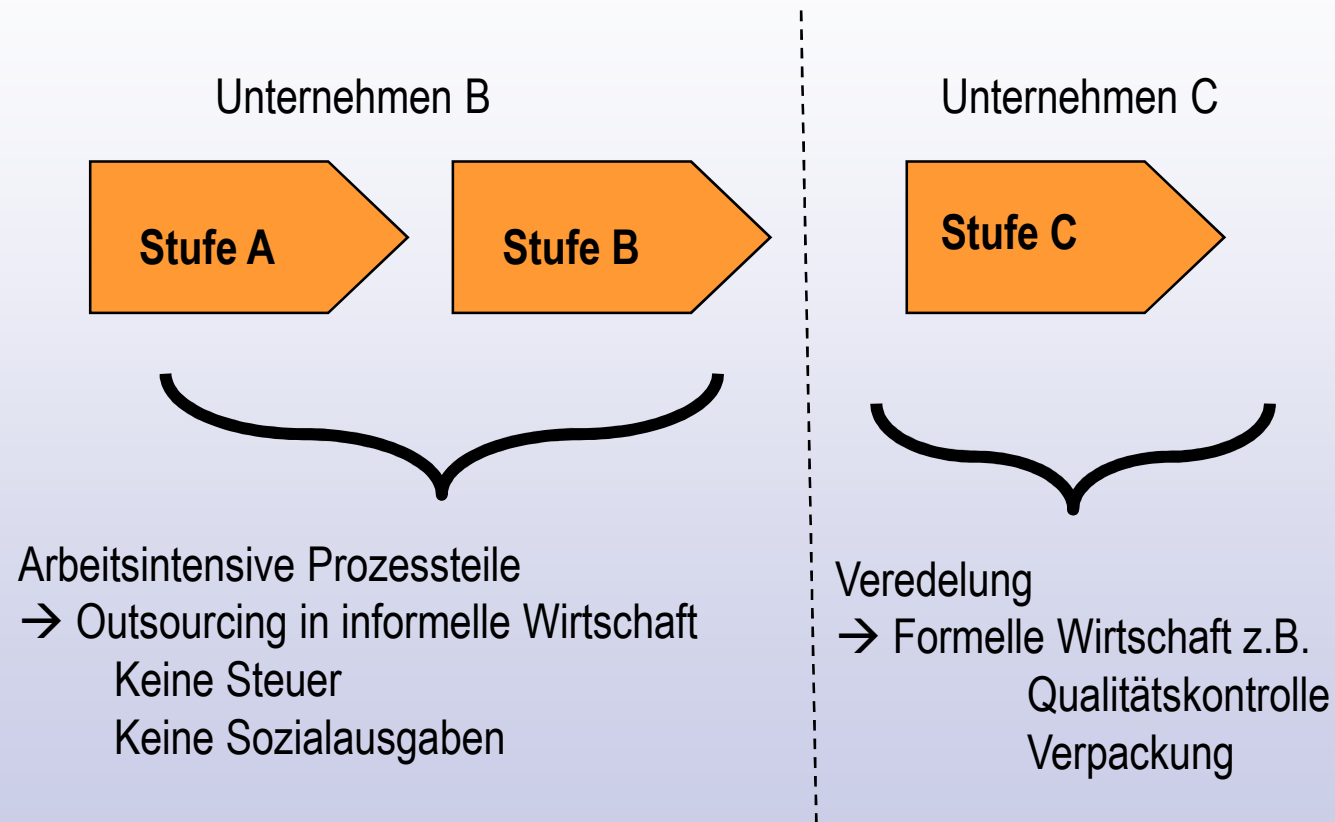 Unternehmen B
Stufe A
Stufe B
Arbeitsintensive Prozessteile
→ Outsourcing in informelle Wirtschaft
Keine Steuer
Keine Sozialausgaben
Unternehmen C
Stufe C
Veredelung
→ Formelle Wirtschaft z.B.
Qualitätskontrolle
Verpackung